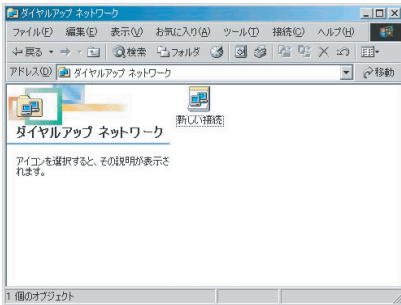 ダイヤルアップ ネットワーク
ファイル(F) 編集(E) 表示(V) お気に入り(A) ツール(T) 接続(C) ヘルプ(H)
戻る 検索 フォルダ
アドレス(D) ダイヤルアップ ネットワーク 移動
新しい接続
ダイヤルアップ ネットワーク
アイコンを選択すると、その説明が表示さ
れます。
1 個のオブジェクト